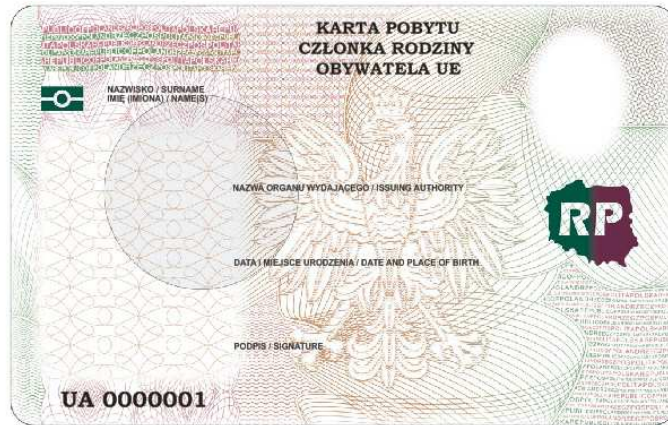 KARTA POBYTU
CZŁONKA RODZINY
OBYWATELA UE
NAZWISKO / SURNAME
IMIĘ (IMIONA) / NAME(S)
NAZWA ORGANU WYDAJĄCEGO / ISSUING AUTHORITY
RP
DATA I MIEJSCE URODZENIA / DATE AND PLACE OF BIRTH
PODPIS / SIGNATURE
UA 0000001